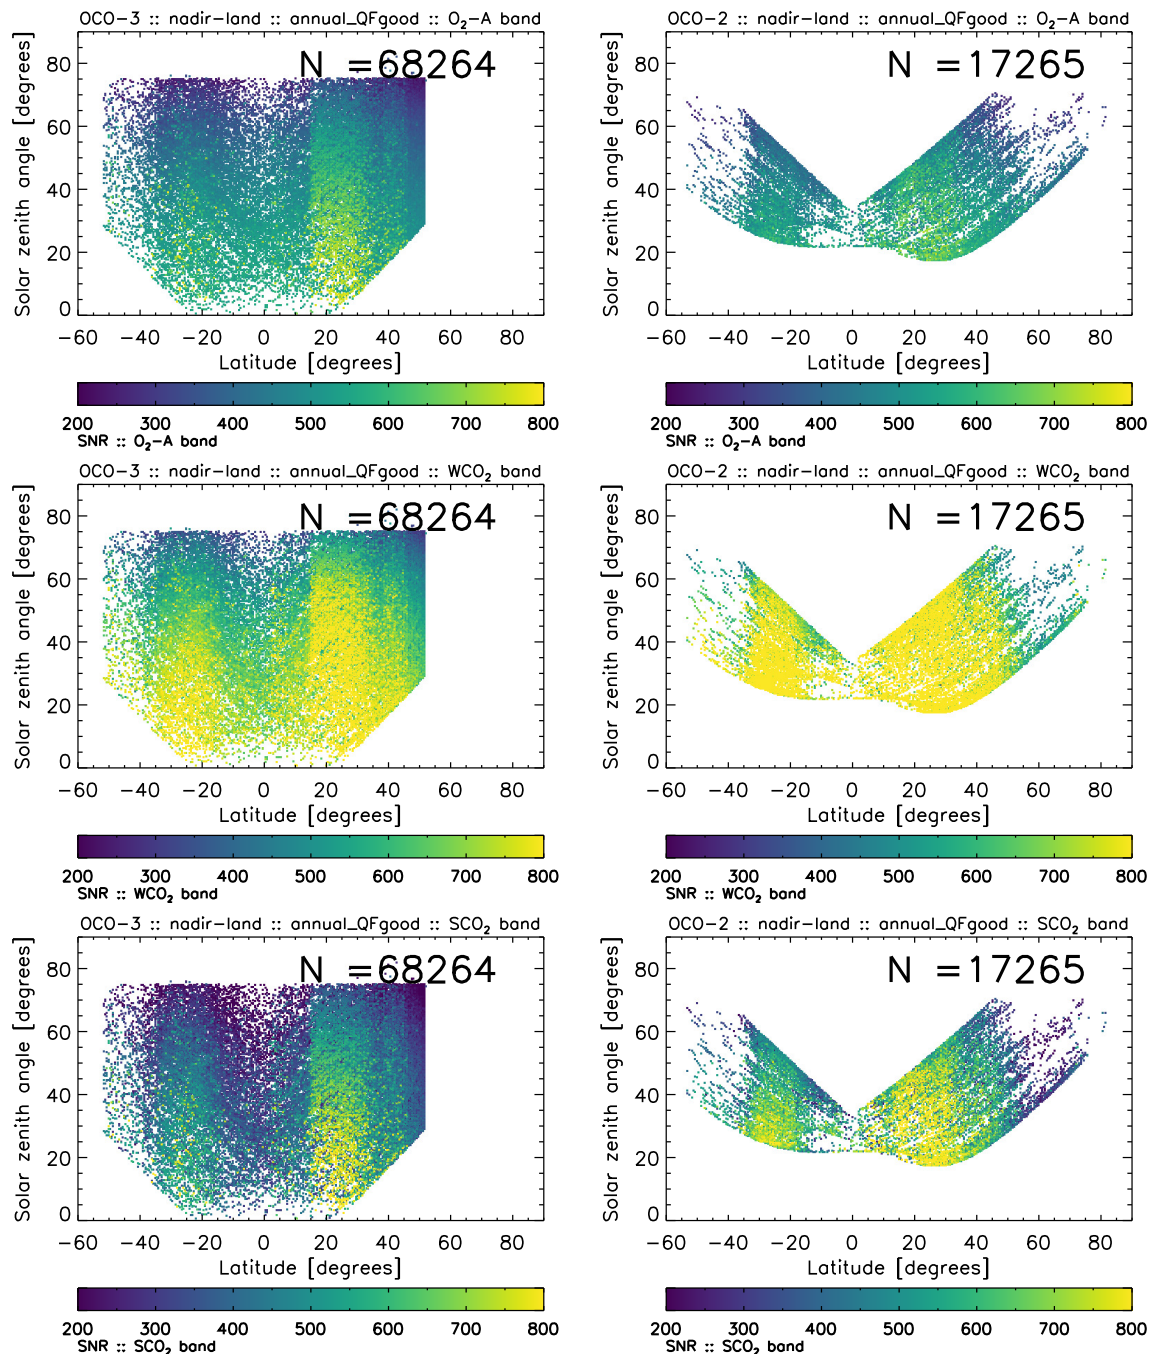 OCO-3 :: nadir-land :: annual_QFgood :: O₂-A band
N =68264
80
60
40
20
0
Solar zenith angle [degrees]
-60 -40 -20 0 20 40 60 80
Latitude [degrees]
200 300 400 500 600 700 800
SNR :: O₂-A band
OCO-2 :: nadir-land :: annual_QFgood :: O₂-A band
N =17265
80
60
40
20
0
Solar zenith angle [degrees]
-60 -40 -20 0 20 40 60 80
Latitude [degrees]
200 300 400 500 600 700 800
SNR :: O₂-A band
OCO-3 :: nadir-land :: annual_QFgood :: WCO₂ band
N =68264
80
60
40
20
0
Solar zenith angle [degrees]
-60 -40 -20 0 20 40 60 80
Latitude [degrees]
200 300 400 500 600 700 800
SNR :: WCO₂ band
OCO-2 :: nadir-land :: annual_QFgood :: WCO₂ band
N =17265
80
60
40
20
0
Solar zenith angle [degrees]
-60 -40 -20 0 20 40 60 80
Latitude [degrees]
200 300 400 500 600 700 800
SNR :: WCO₂ band
OCO-3 :: nadir-land :: annual_QFgood :: SCO₂ band
N =68264
80
60
40
20
0
Solar zenith angle [degrees]
-60 -40 -20 0 20 40 60 80
Latitude [degrees]
200 300 400 500 600 700 800
SNR :: SCO₂ band
OCO-2 :: nadir-land :: annual_QFgood :: SCO₂ band
N =17265
80
60
40
20
0
Solar zenith angle [degrees]
-60 -40 -20 0 20 40 60 80
Latitude [degrees]
200 300 400 500 600 700 800
SNR :: SCO₂ band